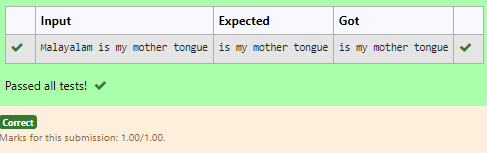 Input Expected Got
Malayalam is my mother tongue is my mother tongue is my mother tongue
Passed all tests!
Correct
Marks for this submission: 1.00/1.00.